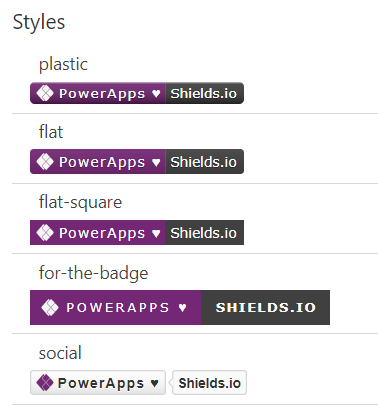 Styles
plastic
PowerApps ♥ Shields.io
flat
PowerApps ♥ Shields.io
flat-square
PowerApps ♥ Shields.io
for-the-badge
POWERAPPS ♥ SHIELDS.IO
social
PowerApps ♥ Shields.io